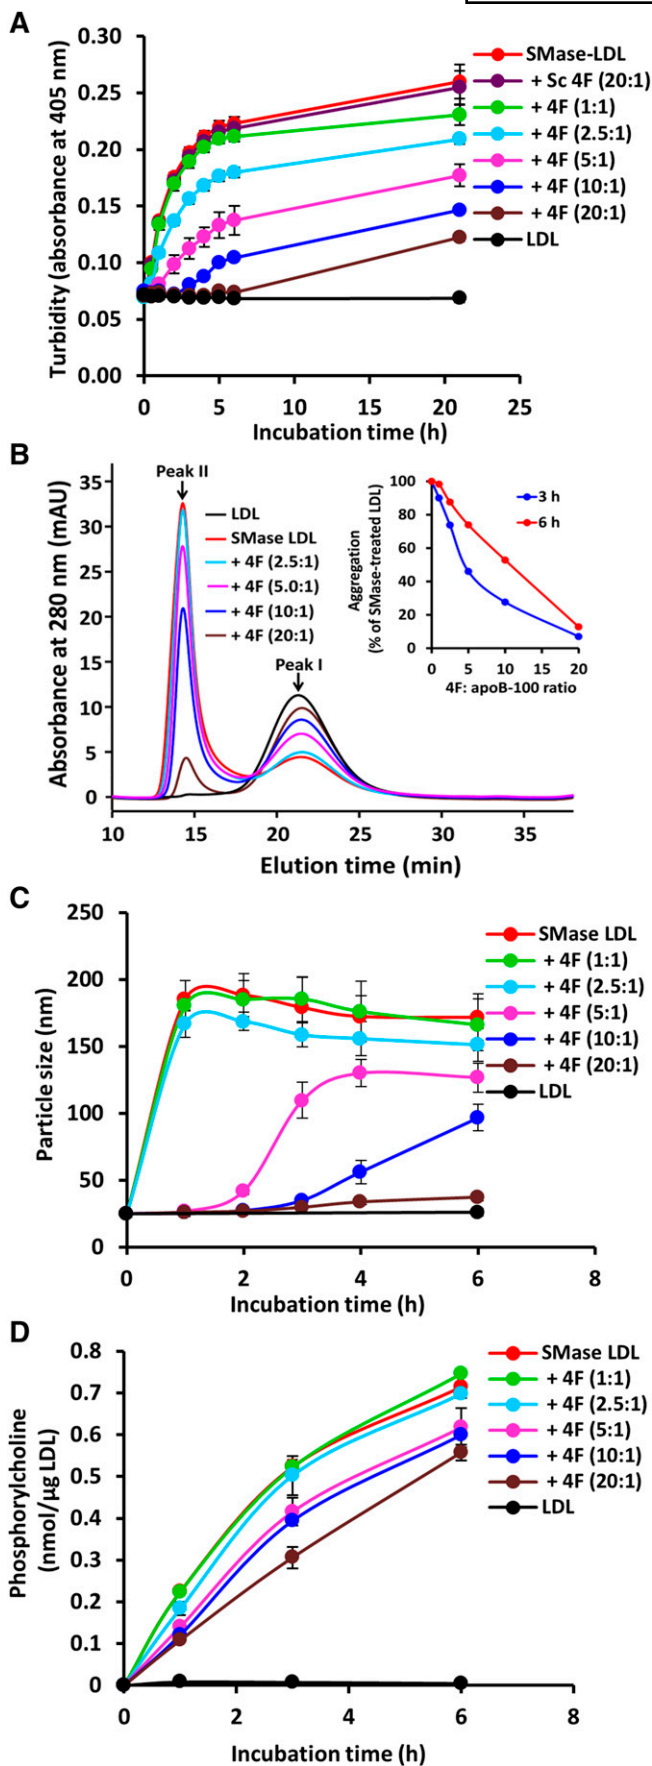 A
Turbidity (absorbance at 405 nm)
0.30
0.25
0.20
0.15
0.10
0.05
0.00
0 5 10 15 20 25
Incubation time (h)
SMase-LDL
+ Sc 4F (20:1)
+ 4F (1:1)
+ 4F (2.5:1)
+ 4F (5:1)
+ 4F (10:1)
+ 4F (20:1)
LDL
B
Absorbance at 280 nm (mAU)
35
30
25
20
15
10
5
0
10 15 20 25 30 35
Elution time (min)
Peak II
Peak I
LDL
SMase LDL
+ 4F (2.5:1)
+ 4F (5.0:1)
+ 4F (10:1)
+ 4F (20:1)
Aggregation
(% of SMase-treated LDL)
100
80
60
40
20
0
0 5 10 15 20
4F: apoB-100 ratio
3 h
6 h
C
Particle size (nm)
250
200
150
100
50
0
0 2 4 6 8
Incubation time (h)
SMase LDL
+ 4F (1:1)
+ 4F (2.5:1)
+ 4F (5:1)
+ 4F (10:1)
+ 4F (20:1)
LDL
D
Phosphorylcholine
(nmol/µg LDL)
0.8
0.7
0.6
0.5
0.4
0.3
0.2
0.1
0
0 2 4 6 8
Incubation time (h)
SMase LDL
+ 4F (1:1)
+ 4F (2.5:1)
+ 4F (5:1)
+ 4F (10:1)
+ 4F (20:1)
LDL